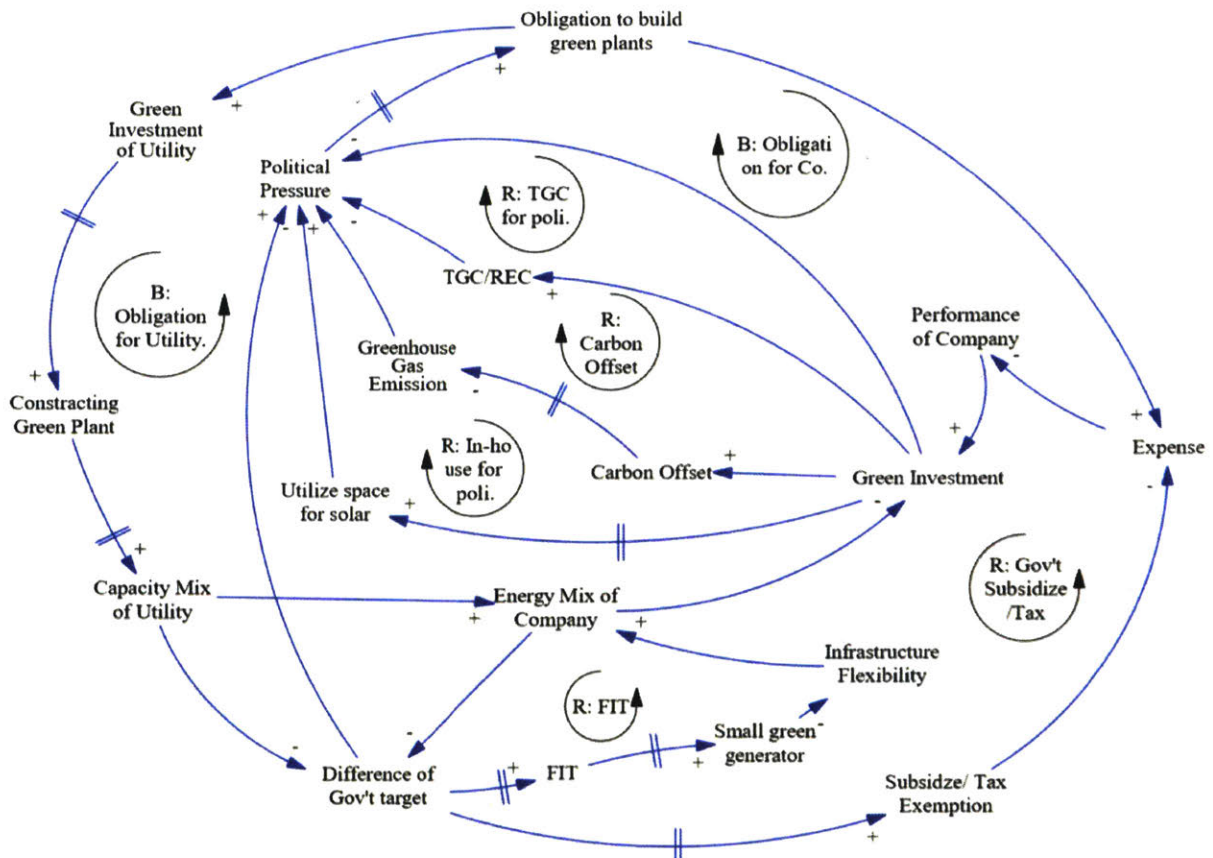 Obligation to build
green plants
Green
Investment
of Utility
Political
Pressure
B: Obligati
on for Co.
R: TGC
for poli.
TGC/REC
B:
Obligation
for Utility.
R:
Carbon
Offset
Performance
of Company
Greenhouse
Gas
Emission
Constracting
Green Plant
R: In-ho
use for
poli.
Carbon Offset
Green Investment
Expense
Utilize space
for solar
R: Gov't
Subsidize
/Tax
Capacity Mix
of Utility
Energy Mix of
Company
Infrastructure
Flexibility
R: FIT
Small green
generator
Difference of
Gov't target
FIT
Subsidze/ Tax
Exemption